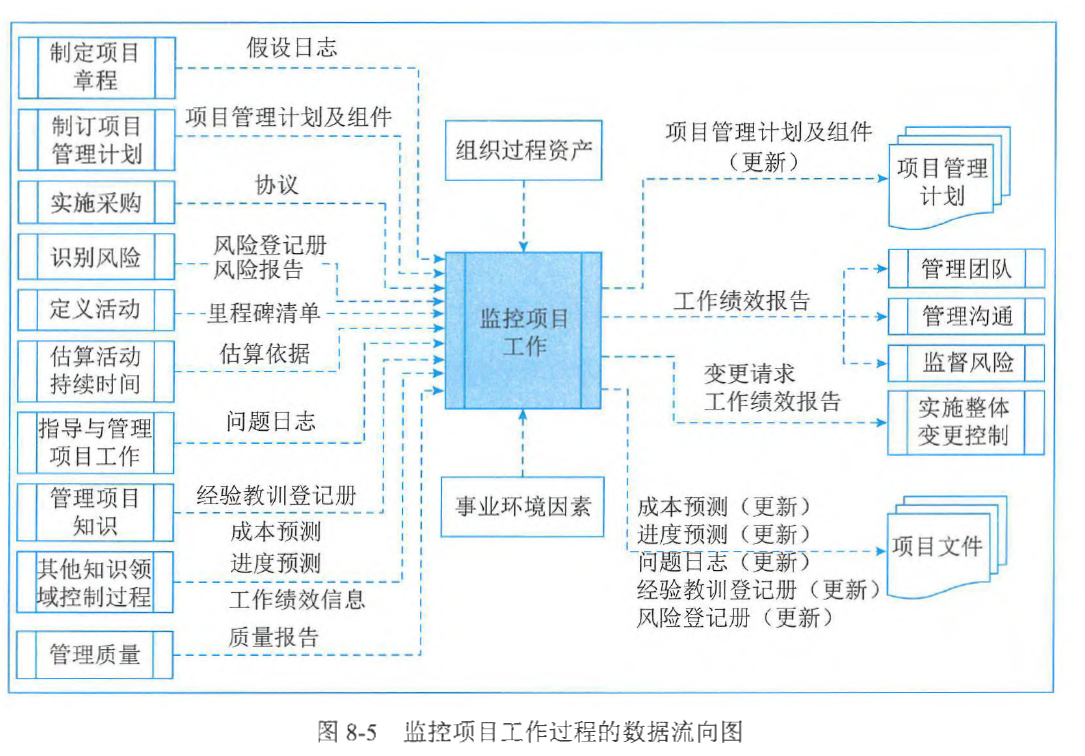 制定项目
章程
假设日志
制订项目
管理计划
项目管理计划及组件
实施采购
协议
识别风险
风险登记册
风险报告
定义活动
里程碑清单
估算活动
持续时间
估算依据
指导与管理
项目工作
问题日志
管理项目
知识
经验教训登记册
其他知识领
域控制过程
成本预测
进度预测
工作绩效信息
管理质量
质量报告
组织过程资产
监控项目
工作
事业环境因素
项目管理计划及组件
（更新）
项目管理
计划
工作绩效报告
管理团队
管理沟通
监督风险
变更请求
工作绩效报告
实施整体
变更控制
成本预测（更新）
进度预测（更新）
问题日志（更新）
经验教训登记册（更新）
风险登记册（更新）
项目文件
图 8-5 监控项目工作过程的数据流向图